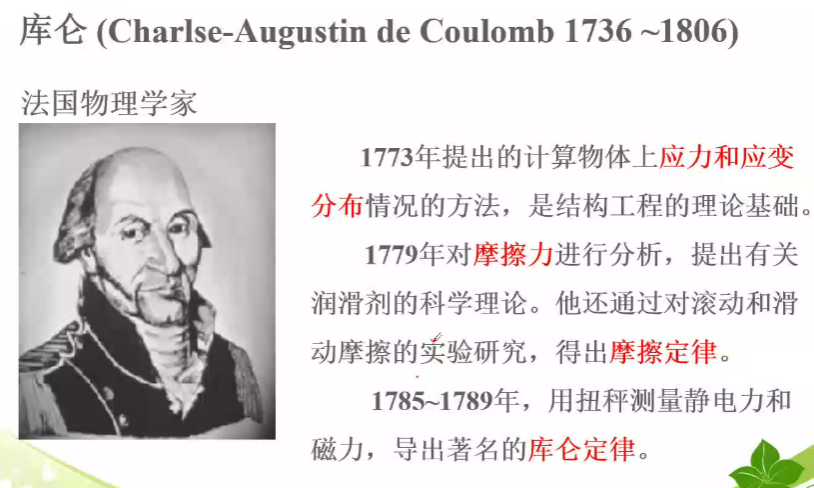 库仑 (Charlse-Augustin de Coulomb 1736 ~1806)
法国物理学家
1773年提出的计算物体上应力和应变
分布情况的方法，是结构工程的理论基础。
1779年对摩擦力进行分析，提出有关
润滑剂的科学理论。他还通过对滚动和滑
动摩擦的实验研究，得出摩擦定律。
1785~1789年，用扭秤测量静电力和
磁力，导出著名的库仑定律。